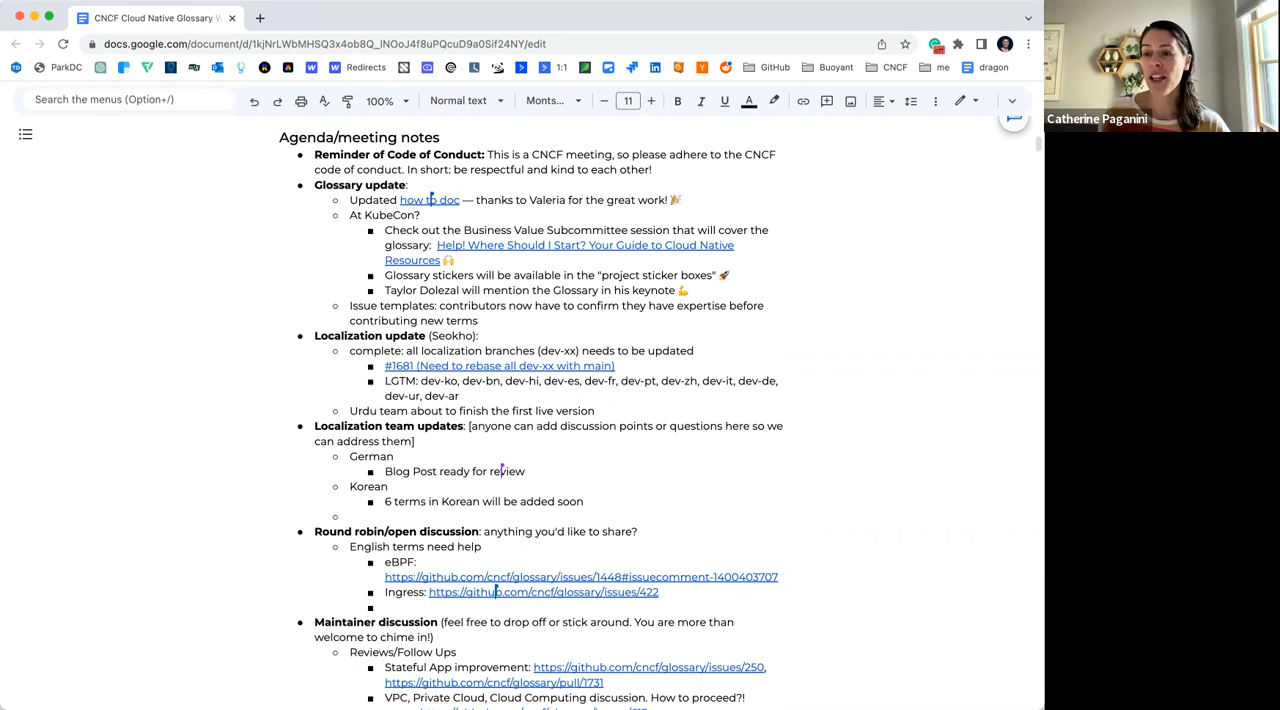 CNCF Cloud Native Glossary W
docs.google.com/document/d/1kjNrLWbMHSQ3x4ob8Q_INOoJ4f8uPQcuD9a0Sif24NY/edit
ParkDC
Redirects
1:1
GitHub
Buoyant
CNCF
me
dragon
Search the menus (Option+/)
100%
Normal text
Monts...
11
Catherine Paganini
Agenda/meeting notes
Reminder of Code of Conduct: This is a CNCF meeting, so please adhere to the CNCF
code of conduct. In short: be respectful and kind to each other!
Glossary update:
Updated how to doc — thanks to Valeria for the great work! 🎉
At KubeCon?
Check out the Business Value Subcommittee session that will cover the
glossary: Help! Where Should I Start? Your Guide to Cloud Native
Resources 🙌
Glossary stickers will be available in the "project sticker boxes" 🚀
Taylor Dolezal will mention the Glossary in his keynote 💪
Issue templates: contributors now have to confirm they have expertise before
contributing new terms
Localization update (Seokho):
complete: all localization branches (dev-xx) needs to be updated
#1681 (Need to rebase all dev-xx with main)
LGTM: dev-ko, dev-bn, dev-hi, dev-es, dev-fr, dev-pt, dev-zh, dev-it, dev-de,
dev-ur, dev-ar
Urdu team about to finish the first live version
Localization team updates: [anyone can add discussion points or questions here so we
can address them]
German
Blog Post ready for review
Korean
6 terms in Korean will be added soon
Round robin/open discussion: anything you'd like to share?
English terms need help
eBPF:
https://github.com/cncf/glossary/issues/1448#issuecomment-1400403707
Ingress: https://github.com/cncf/glossary/issues/422
Maintainer discussion (feel free to drop off or stick around. You are more than
welcome to chime in!)
Reviews/Follow Ups
Stateful App improvement: https://github.com/cncf/glossary/issues/250,
https://github.com/cncf/glossary/pull/1731
VPC, Private Cloud, Cloud Computing discussion. How to proceed?!